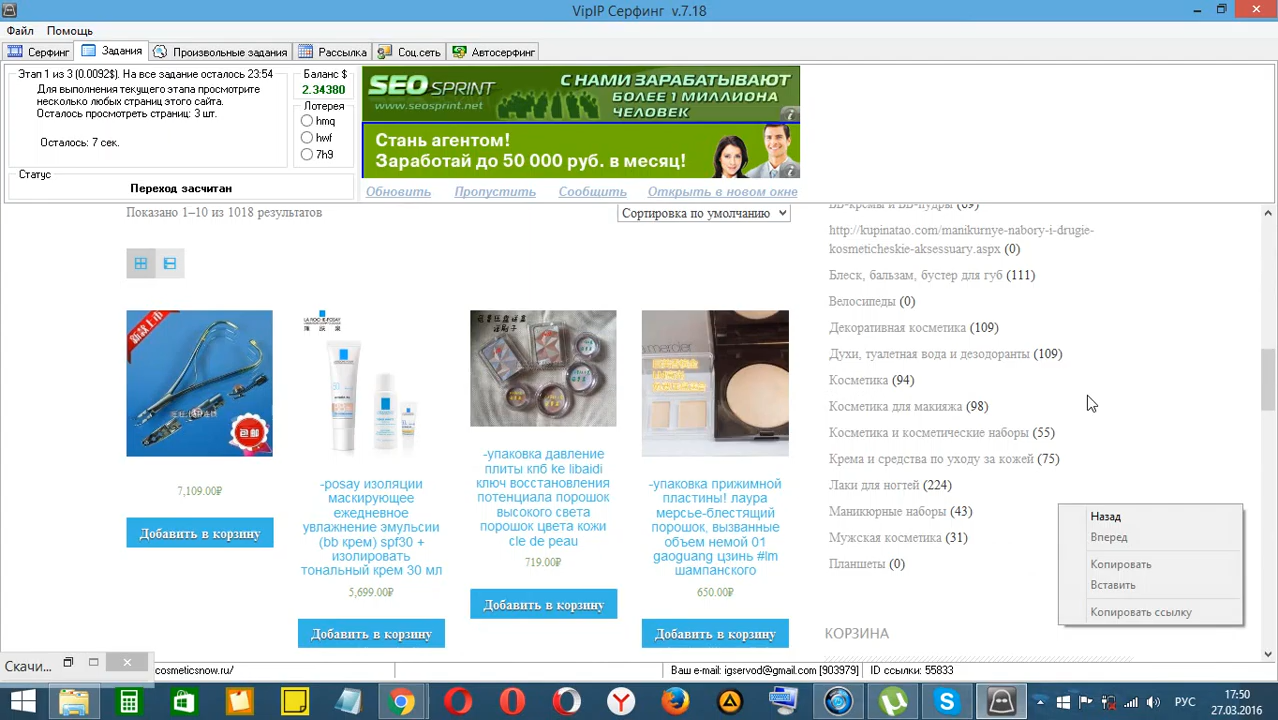 VipIP Серфинг v.7.18
Файл Помощь
Серфинг Задания Произвольные задания Рассылка Соц.сеть Автосерфинг
Этап 1 из 3 (0.0092$). На все задание осталось 23:54
Для выполнения текущего этапа просмотрите
несколько любых страниц этого сайта.
Осталось просмотреть страниц: 3 шт.
Осталось: 7 сек.
Статус
Переход засчитан
Баланс $
2.34380
Лотерея
hmq
hwf
7h9
SEO SPRINT
www.seosprint.net
С НАМИ ЗАРАБАТЫВАЮТ
БОЛЕЕ 1 МИЛЛИОНА
ЧЕЛОВЕК
Стань агентом!
Заработай до 50 000 руб. в месяц!
Обновить Пропустить Сообщить Открыть в новом окне
Показано 1–10 из 1018 результатов
Сортировка по умолчанию
7,109.00₽
Добавить в корзину
LA ROCHE-POSAY
-posay изоляции
маскирующее
ежедневное
увлажнение эмульсии
(bb крем) spf30 +
изолировать
тональный крем 30 мл
5,699.00₽
Добавить в корзину
-упаковка давление
плиты клб ke libaidi
ключ восстановления
потенциала порошок
высокого света
порошок цвета кожи
cle de peau
719.00₽
Добавить в корзину
-упаковка прижимной
пластины! лаура
мерсье-блестящий
порошок, вызванные
объем немой 01
gaoguang цзинь #lm
шампанского
650.00₽
Добавить в корзину
ВВ-кремы и ВВ-пудры (69)
http://kupinatao.com/manikurnye-nabory-i-drugie-
kosmeticheskie-aksessuary.aspx (0)
Блеск, бальзам, бустер для губ (111)
Велосипеды (0)
Декоративная косметика (109)
Духи, туалетная вода и дезодоранты (109)
Косметика (94)
Косметика для макияжа (98)
Косметика и косметические наборы (55)
Крема и средства по уходу за кожей (75)
Лаки для ногтей (224)
Маникюрные наборы (43)
Мужская косметика (31)
Планшеты (0)
КОРЗИНА
Назад
Вперед
Копировать
Вставить
Копировать ссылку
Скачи...
cosmeticsnow.ru/
Ваш e-mail: igservod@gmail.com [903979]
ID ссылки: 55833
РУС
17:50
27.03.2016